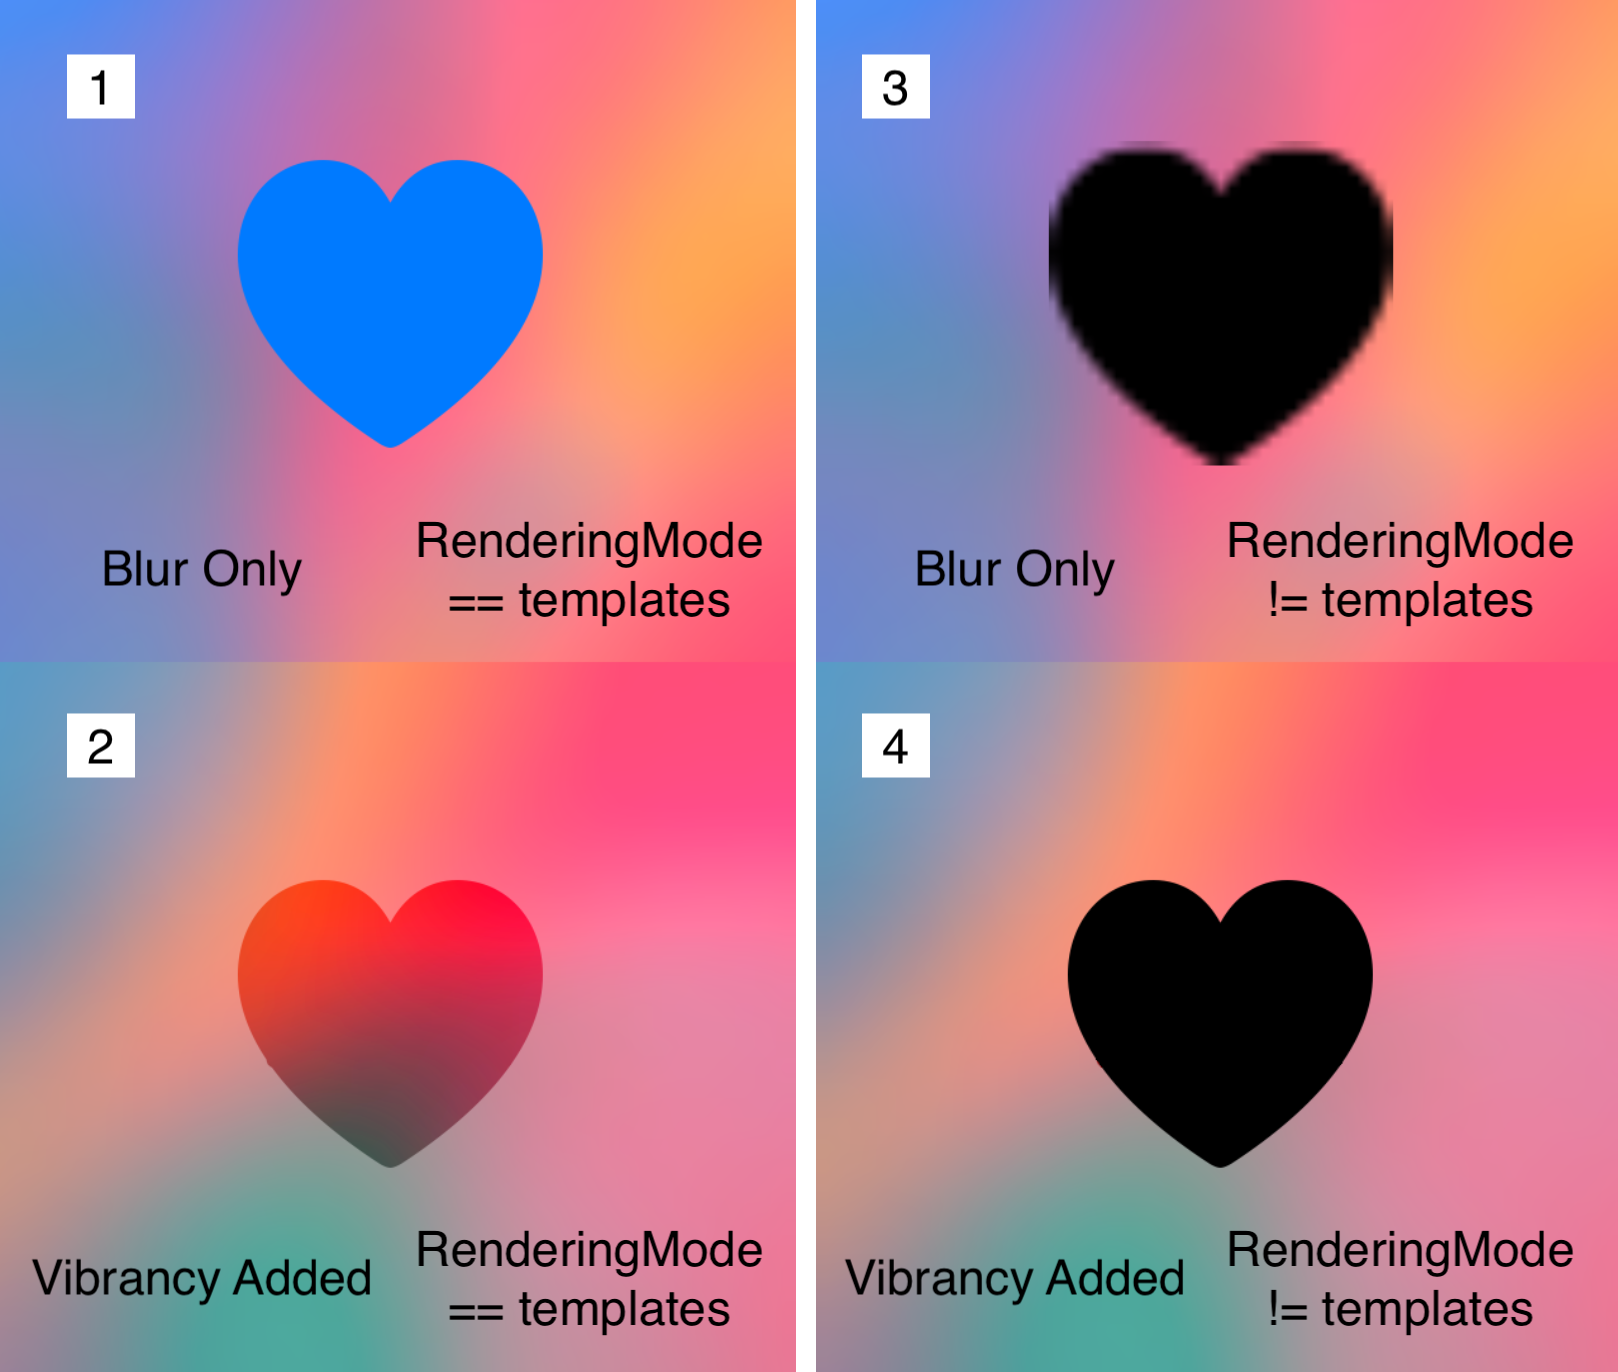 1
Blur Only
RenderingMode
== templates
3
Blur Only
RenderingMode
!= templates
2
Vibrancy Added
RenderingMode
== templates
4
Vibrancy Added
RenderingMode
!= templates